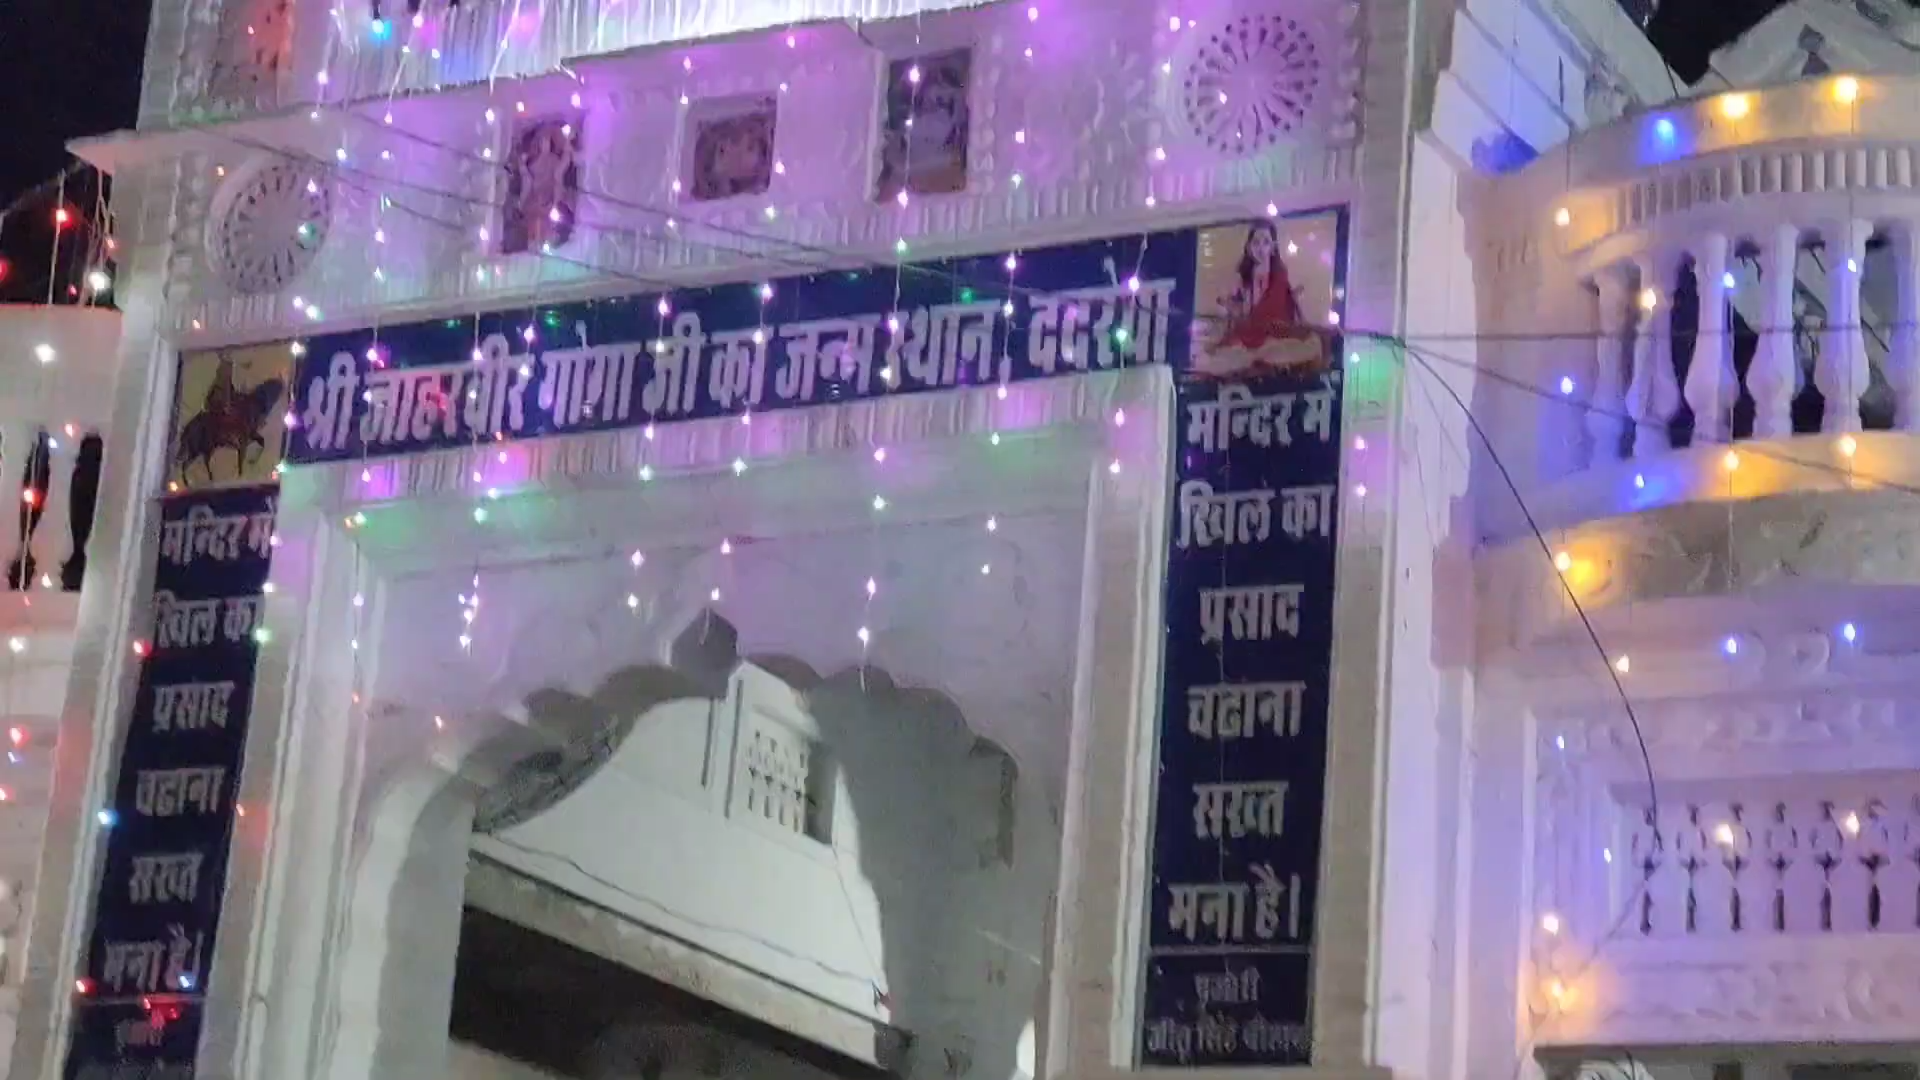 श्री जाहरवीर गोगा जी का जन्म स्थान, ददरेवा
मन्दिर में
खिल का
प्रसाद
चढाना
सख्त
मना है।
पुजारी
मन्दिर में
खिल का
प्रसाद
चढाना
सख्त
मना है।
पुजारी
जीतू सिंह चौहान